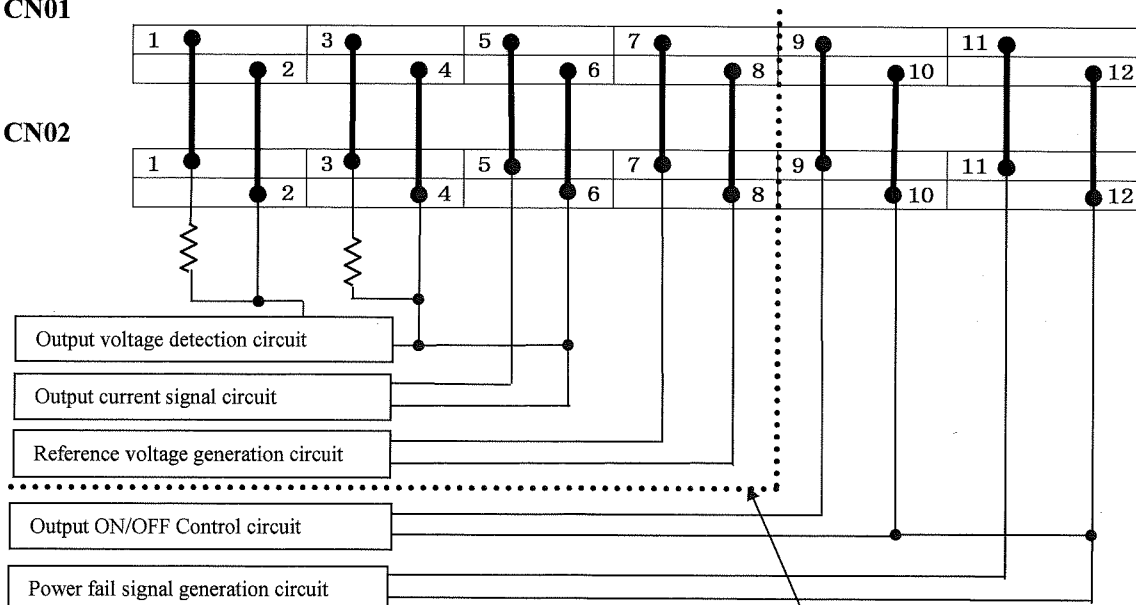 CN01
1 3 5 7 9 11
2 4 6 8 10 12
CN02
1 3 5 7 9 11
2 4 6 8 10 12
Output voltage detection circuit
Output current signal circuit
Reference voltage generation circuit
Output ON/OFF Control circuit
Power fail signal generation circuit